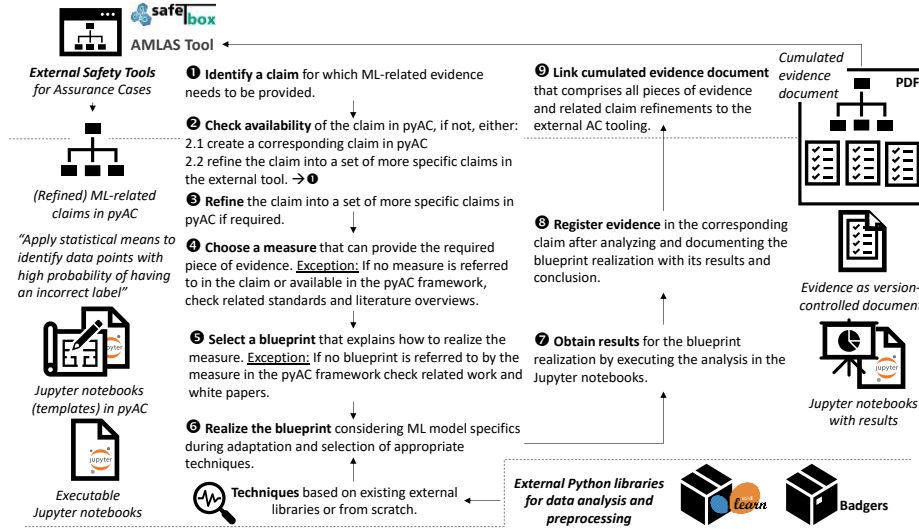 safeTbox
AMLAS Tool
External Safety Tools
for Assurance Cases
(Refined) ML-related
claims in pyAC
"Apply statistical means to
identify data points with
high probability of having
an incorrect label"
Jupyter notebooks
(templates) in pyAC
jupyter
Executable
Jupyter notebooks
❶ Identify a claim for which ML-related evidence
needs to be provided.
❷ Check availability of the claim in pyAC, if not, either:
2.1 create a corresponding claim in pyAC
2.2 refine the claim into a set of more specific claims in
the external tool. →❶
❸ Refine the claim into a set of more specific claims in
pyAC if required.
❹ Choose a measure that can provide the required
piece of evidence. Exception: If no measure is referred
to in the claim or available in the pyAC framework,
check related standards and literature overviews.
❺ Select a blueprint that explains how to realize the
measure. Exception: If no blueprint is referred to by the
measure in the pyAC framework check related work and
white papers.
❻ Realize the blueprint considering ML model specifics
during adaptation and selection of appropriate
techniques.
Techniques based on existing external
libraries or from scratch.
❾ Link cumulated evidence document
that comprises all pieces of evidence
and related claim refinements to the
external AC tooling.
❽ Register evidence in the corresponding
claim after analyzing and documenting the
blueprint realization with its results and
conclusion.
❼ Obtain results for the blueprint
realization by executing the analysis in the
Jupyter notebooks.
External Python libraries
for data analysis and
preprocessing
learn
Badgers
Cumulated
evidence
document
PDF
Evidence as version-
controlled document
jupyter
Jupyter notebooks
with results